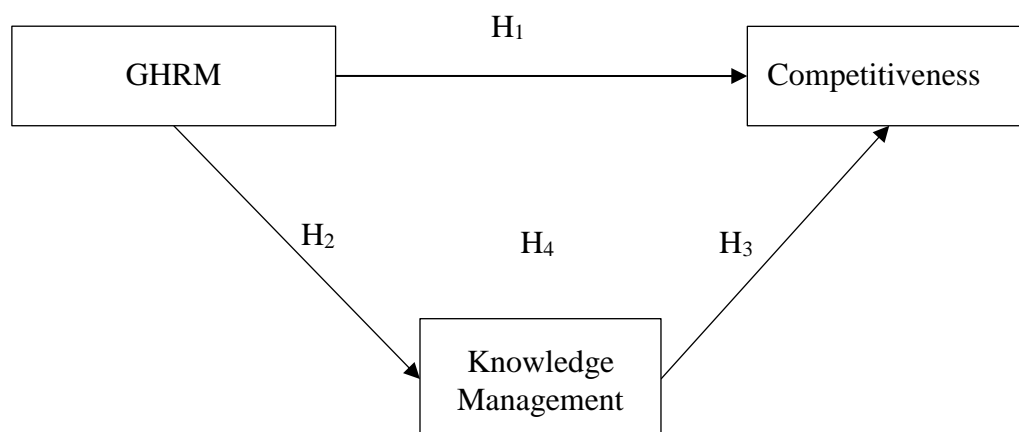 H₁
GHRM
Competitiveness
H₂
H₄
H₃
Knowledge
Management